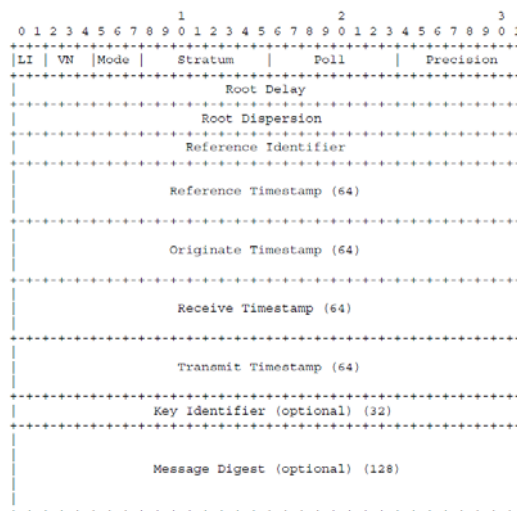 1 2 3
0 1 2 3 4 5 6 7 8 9 0 1 2 3 4 5 6 7 8 9 0 1 2 3 4 5 6 7 8 9 0 1
|LI | VN |Mode | Stratum | Poll | Precision
Root Delay
Root Dispersion
Reference Identifier
Reference Timestamp (64)
Originate Timestamp (64)
Receive Timestamp (64)
Transmit Timestamp (64)
Key Identifier (optional) (32)
Message Digest (optional) (128)